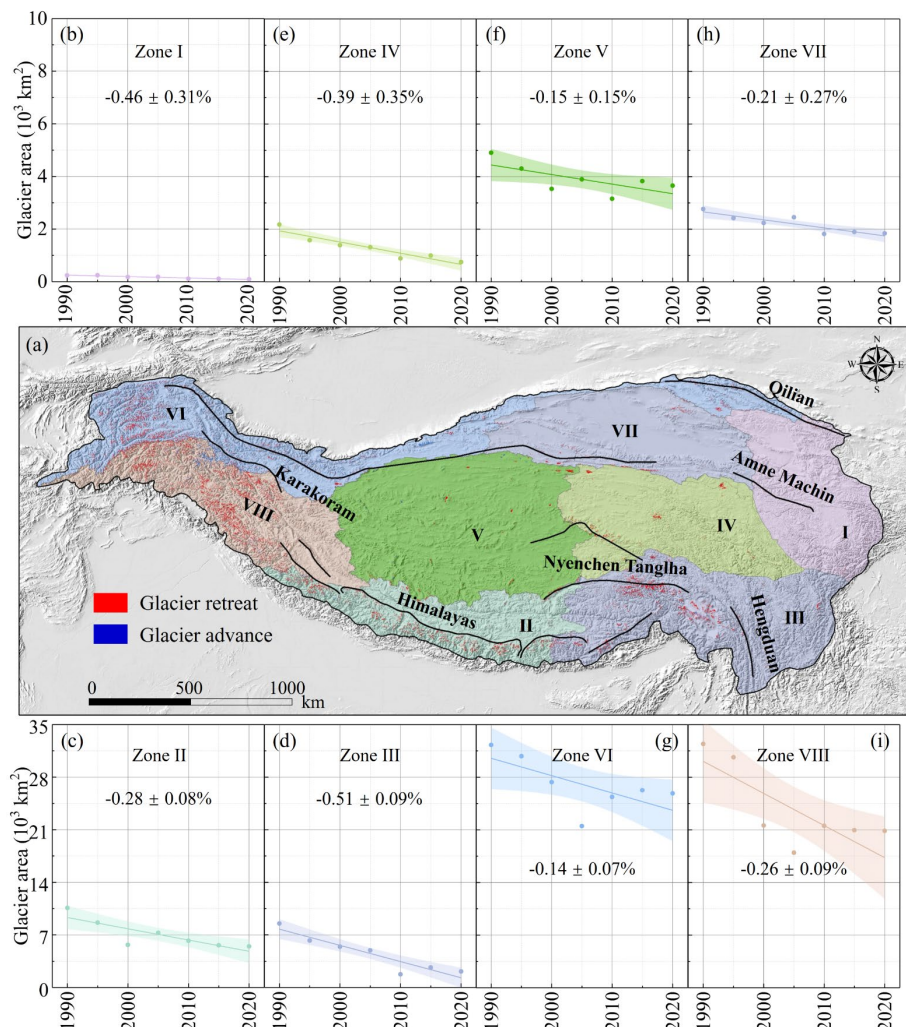 (b) (e) (f) (h)
Zone I Zone IV Zone V Zone VII
-0.46 ± 0.31% -0.39 ± 0.35% -0.15 ± 0.15% -0.21 ± 0.27%
Glacier area (10³ km²)
10
8
6
4
2
0
1990 2000 2010 2020 1990 2000 2010 2020 1990 2000 2010 2020 1990 2000 2010 2020
(a)
N
W E
S
Qilian
VI
VII
Amne Machin
Karakoram
VIII
IV
I
V
Nyenchen Tanglha
Glacier retreat
Himalayas
II
Hengduan
III
Glacier advance
0 500 1000
km
(c) (d) (g) (i)
Zone II Zone III Zone VI Zone VIII
-0.28 ± 0.08% -0.51 ± 0.09%
-0.14 ± 0.07% -0.26 ± 0.09%
Glacier area (10³ km²)
35
28
21
14
7
0
1990 2000 2010 2020 1990 2000 2010 2020 1990 2000 2010 2020 1990 2000 2010 2020